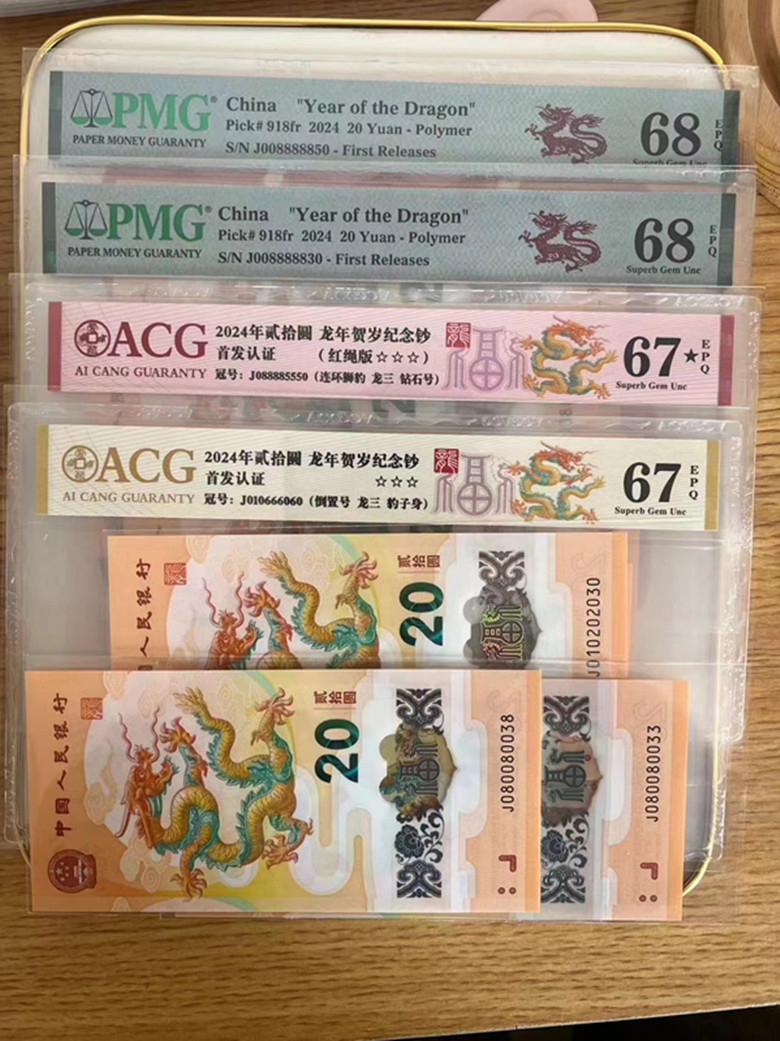 PMG®
PAPER MONEY GUARANTY
China "Year of the Dragon"
Pick# 918fr 2024 20 Yuan - Polymer
S/N J008888850 - First Releases
68
EPQ
Superb Gem Unc
PMG®
PAPER MONEY GUARANTY
China "Year of the Dragon"
Pick# 918fr 2024 20 Yuan - Polymer
S/N J008888830 - First Releases
68
EPQ
Superb Gem Unc
ACG
AI CANG GUARANTY
2024年贰拾圆 龙年贺岁纪念钞
首发认证 (红绳版☆☆☆)
冠号: J088885550 (连环狮豹 龙三 钻石号)
67★
EPQ
Superb Gem Unc
ACG
AI CANG GUARANTY
2024年贰拾圆 龙年贺岁纪念钞
首发认证 ☆☆☆
冠号: J010666060 (倒置号 龙三 豹子身)
67
EPQ
Superb Gem Unc
国人民银行
贰拾圆
20
J010202030
中国人民银行
贰拾圆
20
J080080038
J080080033